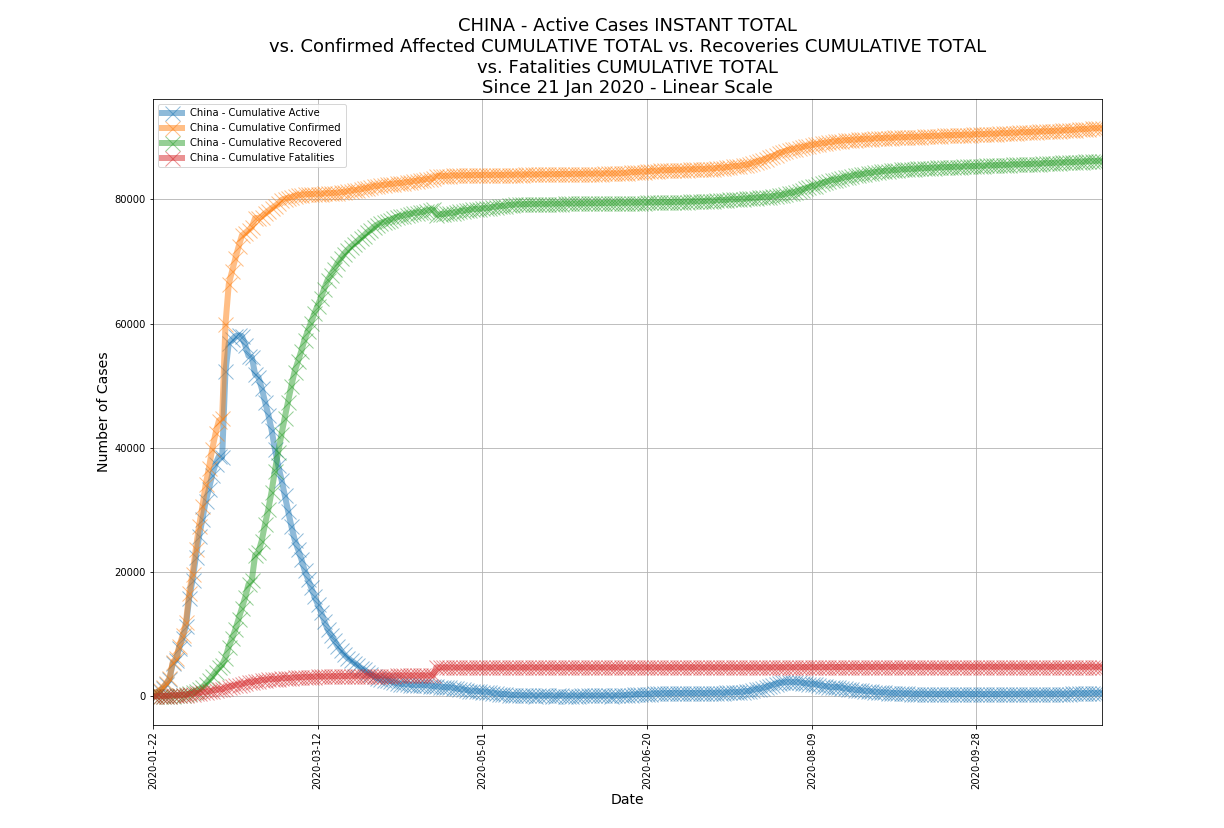 CHINA - Active Cases INSTANT TOTAL
vs. Confirmed Affected CUMULATIVE TOTAL vs. Recoveries CUMULATIVE TOTAL
vs. Fatalities CUMULATIVE TOTAL
Since 21 Jan 2020 - Linear Scale
China - Cumulative Active
China - Cumulative Confirmed
China - Cumulative Recovered
China - Cumulative Fatalities
Number of Cases
80000
60000
40000
20000
0
2020-01-22
2020-03-12
2020-05-01
2020-06-20
2020-08-09
2020-09-28
Date